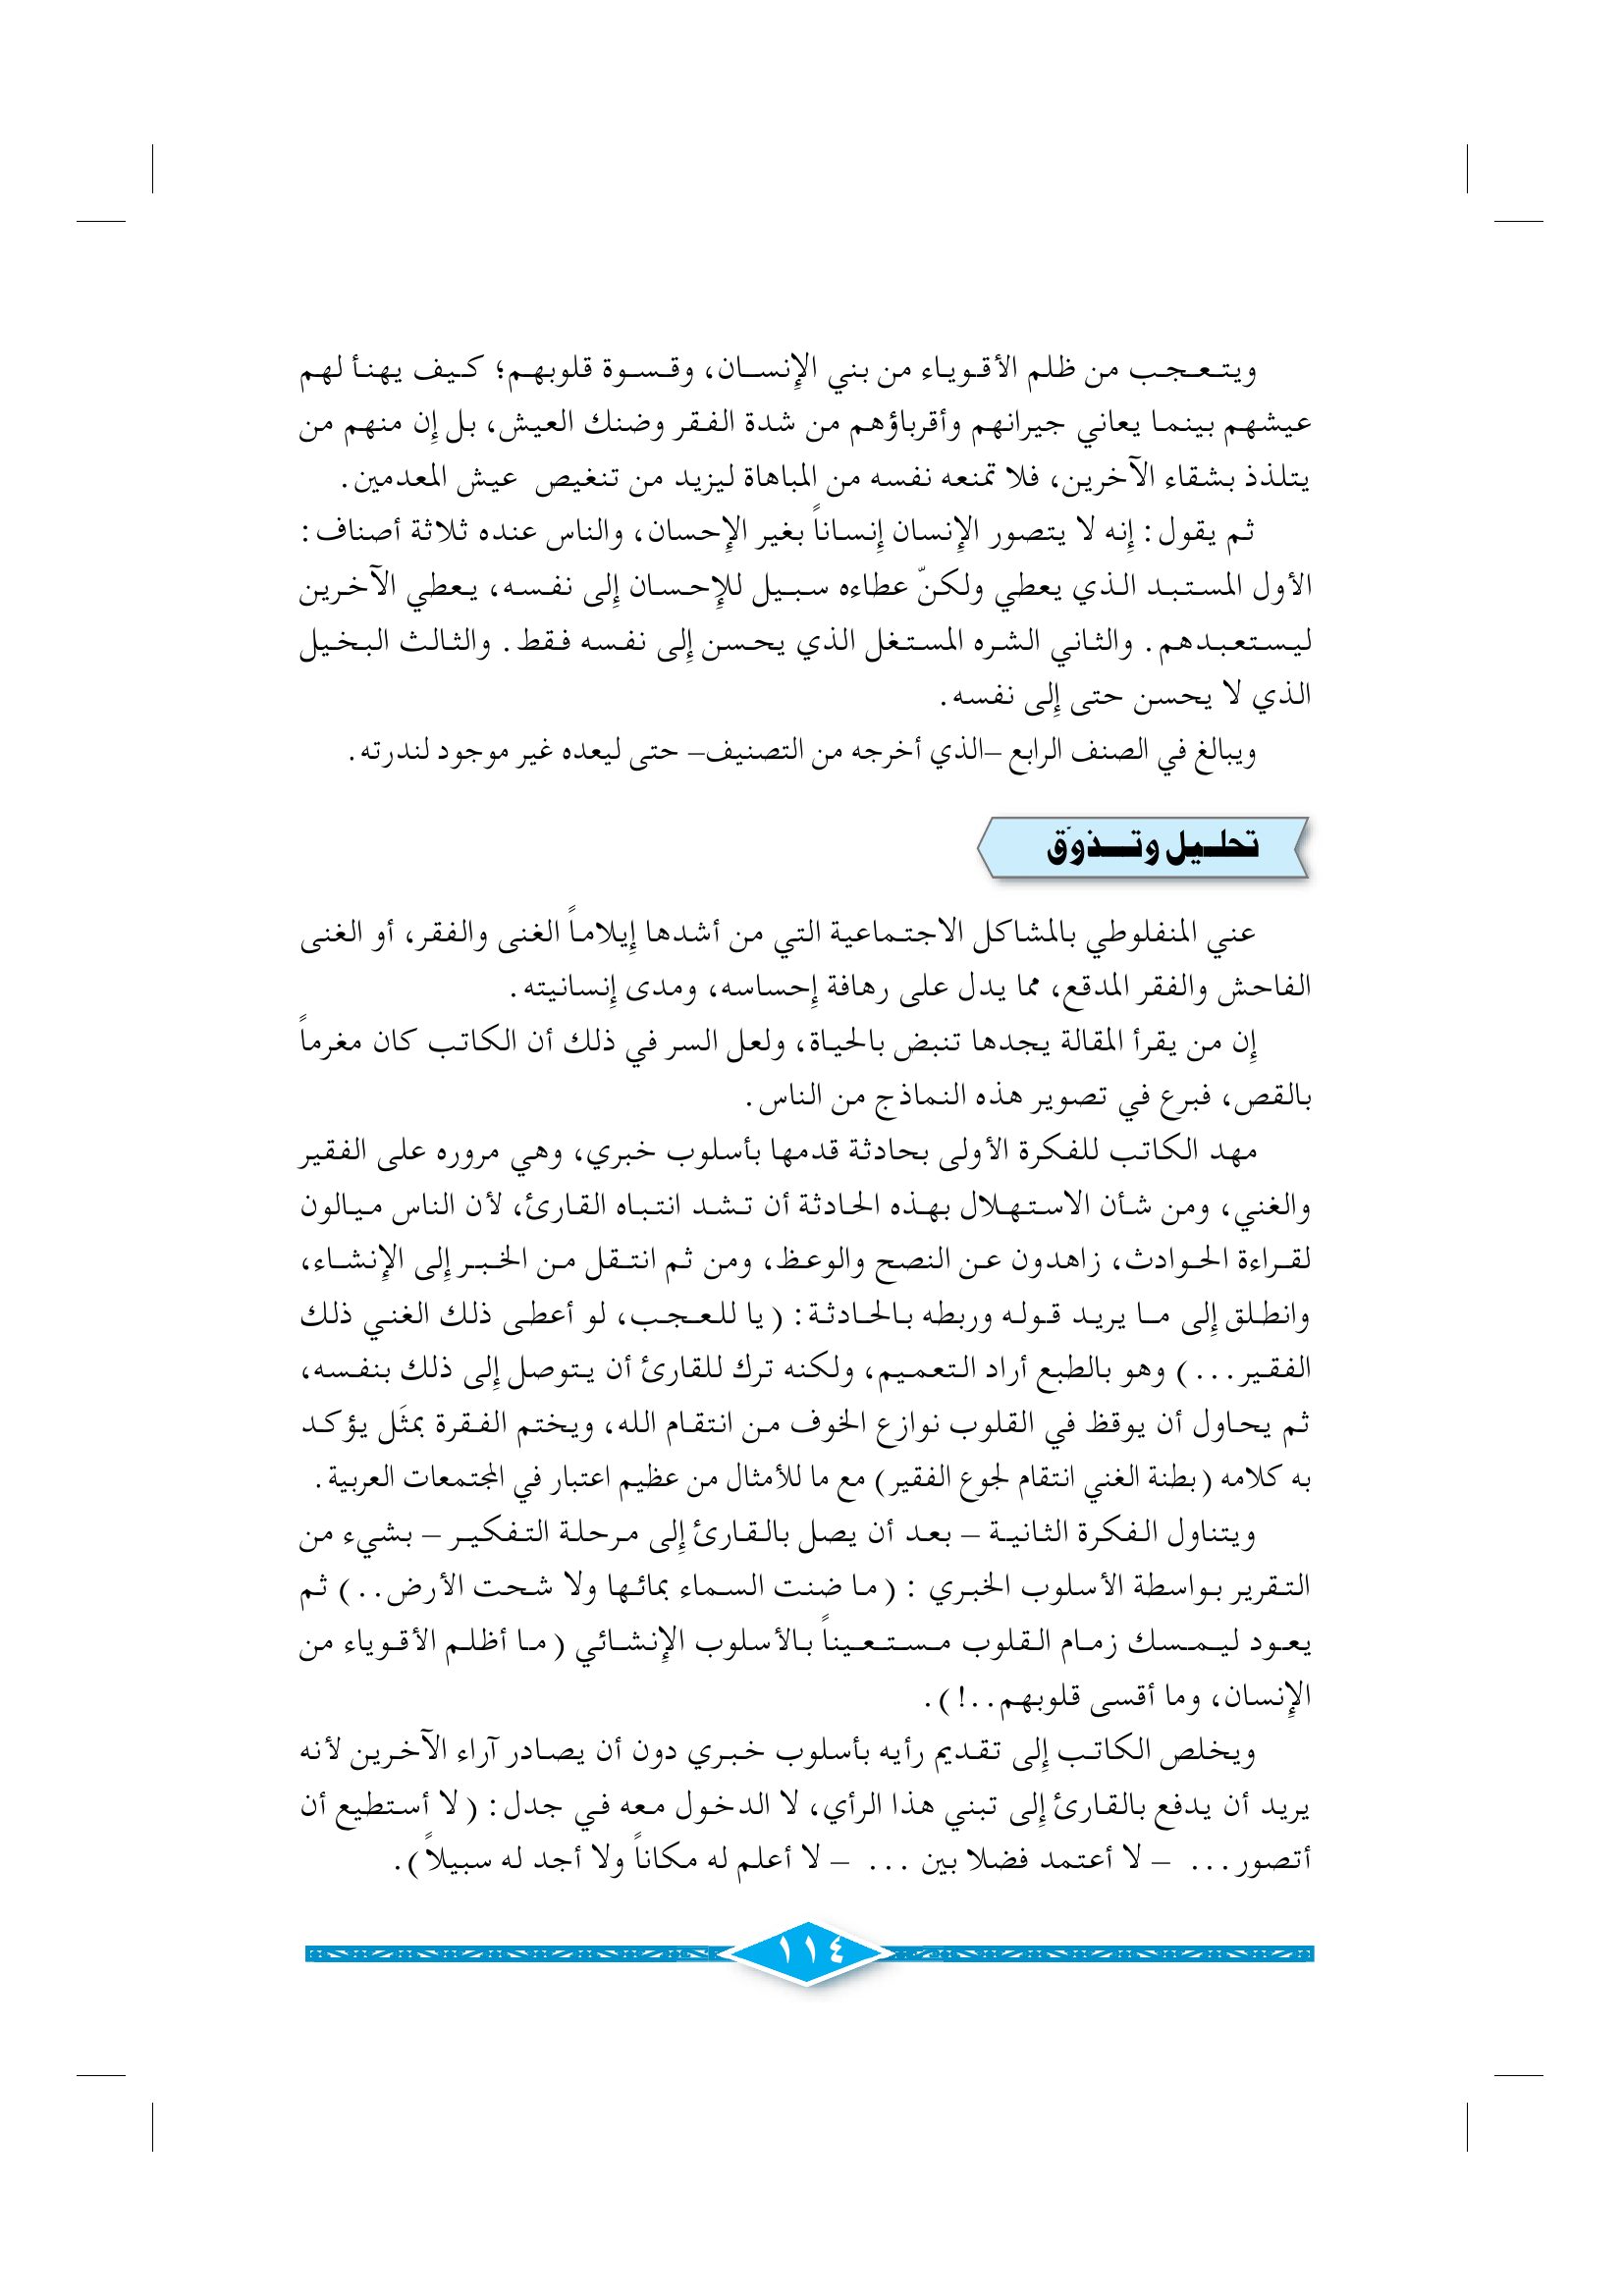 ويتعجب من ظلم الأقوياء من بني الإنسان، وقسوة قلوبهم؛ كيف يهنأ لهم
عيشهم بينما يعاني جيرانهم وأقرباؤهم من شدة الفقر وضنك العيش، بل إن منهم من
يتلذذ بشقاء الآخرين، فلا تمنعه نفسه من المباهاة ليزيد من تنغيص عيش المعدمين.
ثم يقول: إنه لا يتصور الإنسان إنساناً بغير الإحسان، والناس عنده ثلاثة أصناف:
الأول المستبد الذي يعطي ولكنّ عطاءه سبيل للإحسان إلى نفسه، يعطي الآخرين
ليستعبدهم. والثاني الشره المستغل الذي يحسن إلى نفسه فقط. والثالث البخيل
الذي لا يحسن حتى إلى نفسه.
ويبالغ في الصنف الرابع –الذي أخرجه من التصنيف– حتى ليعده غير موجود لندرته.
تحليل وتذوّق
عني المنفلوطي بالمشاكل الاجتماعية التي من أشدها إيلاماً الغنى والفقر، أو الغنى
الفاحش والفقر المدقع، مما يدل على رهافة إحساسه، ومدى إنسانيته.
إن من يقرأ المقالة يجدها تنبض بالحياة، ولعل السر في ذلك أن الكاتب كان مغرماً
بالقص، فبرع في تصوير هذه النماذج من الناس.
مهد الكاتب للفكرة الأولى بحادثة قدمها بأسلوب خبري، وهي مروره على الفقير
والغني، ومن شأن الاستهلال بهذه الحادثة أن تشد انتباه القارئ، لأن الناس ميالون
لقراءة الحوادث، زاهدون عن النصح والوعظ، ومن ثم انتقل من الخبر إلى الإنشاء،
وانطلق إلى ما يريد قوله وربطه بالحادثة: (يا للعجب، لو أعطى ذلك الغني ذلك
الفقير...) وهو بالطبع أراد التعميم، ولكنه ترك للقارئ أن يتوصل إلى ذلك بنفسه،
ثم يحاول أن يوقظ في القلوب نوازع الخوف من انتقام الله، ويختم الفقرة بمثَل يؤكد
به كلامه (بطنة الغني انتقام لجوع الفقير) مع ما للأمثال من عظيم اعتبار في المجتمعات العربية.
ويتناول الفكرة الثانية – بعد أن يصل بالقارئ إلى مرحلة التفكير – بشيء من
التقرير بواسطة الأسلوب الخبري : (ما ضنت السماء بمائها ولا شحت الأرض..) ثم
يعود ليمسك زمام القلوب مستعيناً بالأسلوب الإنشائي (ما أظلم الأقوياء من
الإنسان، وما أقسى قلوبهم..!).
ويخلص الكاتب إلى تقديم رأيه بأسلوب خبري دون أن يصادر آراء الآخرين لأنه
يريد أن يدفع بالقارئ إلى تبني هذا الرأي، لا الدخول معه في جدل: (لا أستطيع أن
أتصور... – لا أعتمد فضلا بين ... – لا أعلم له مكاناً ولا أجد له سبيلاً).
١١٤